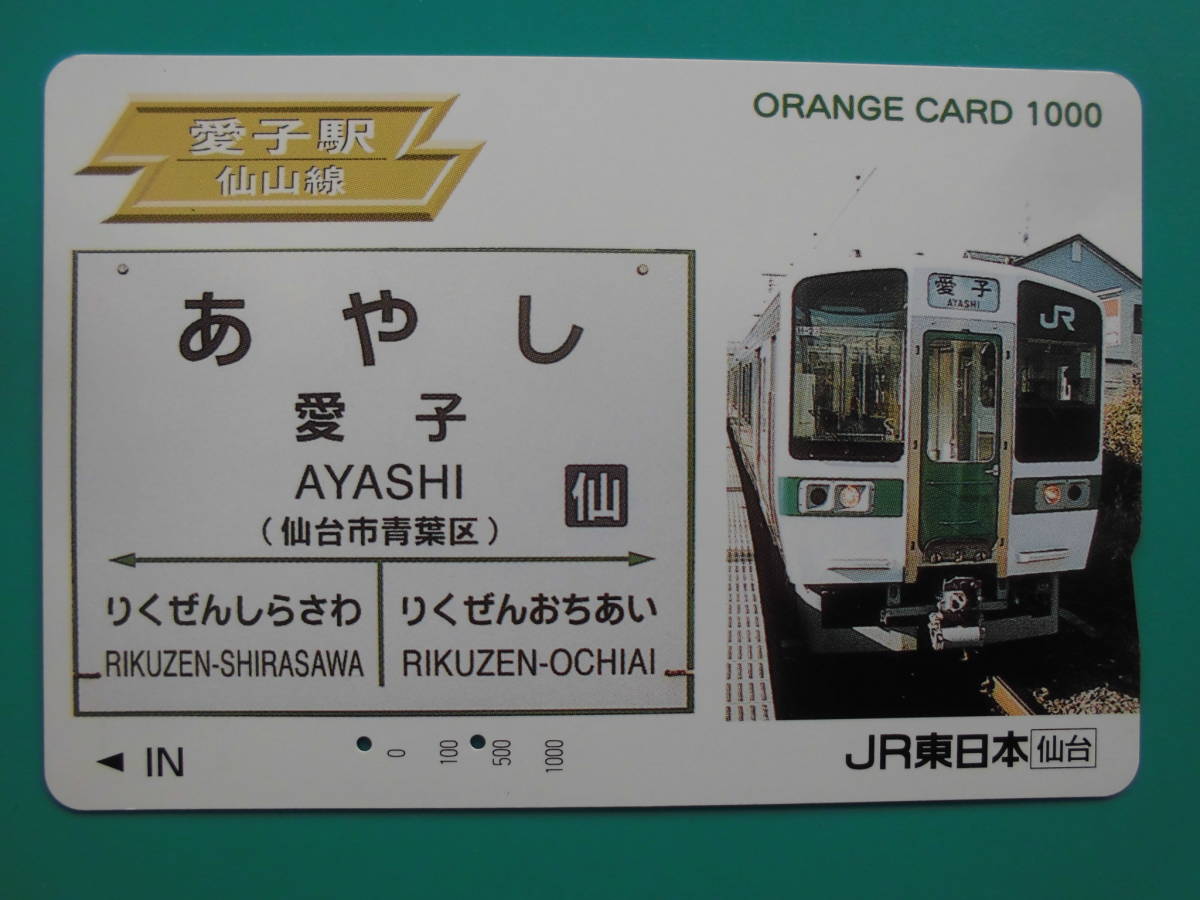 愛子駅
仙山線
ORANGE CARD 1000
あやし
愛子
AYASHI
(仙台市青葉区)
仙
りくぜんしらさわ
RIKUZEN-SHIRASAWA
りくぜんおちあい
RIKUZEN-OCHIAI
愛子
AYASHI
JR
◀ IN
0 100 500 1000
JR東日本 仙台